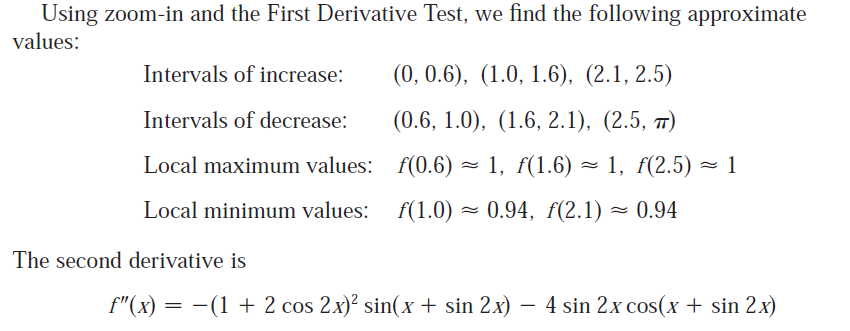 Using zoom-in and the First Derivative Test, we find the following approximate
values:
Intervals of increase: (0, 0.6), (1.0, 1.6), (2.1, 2.5)
Intervals of decrease: (0.6, 1.0), (1.6, 2.1), (2.5, π)
Local maximum values: f(0.6) ≈ 1, f(1.6) ≈ 1, f(2.5) ≈ 1
Local minimum values: f(1.0) ≈ 0.94, f(2.1) ≈ 0.94
The second derivative is
f″(x) = −(1 + 2 cos 2x)² sin(x + sin 2x) − 4 sin 2x cos(x + sin 2x)